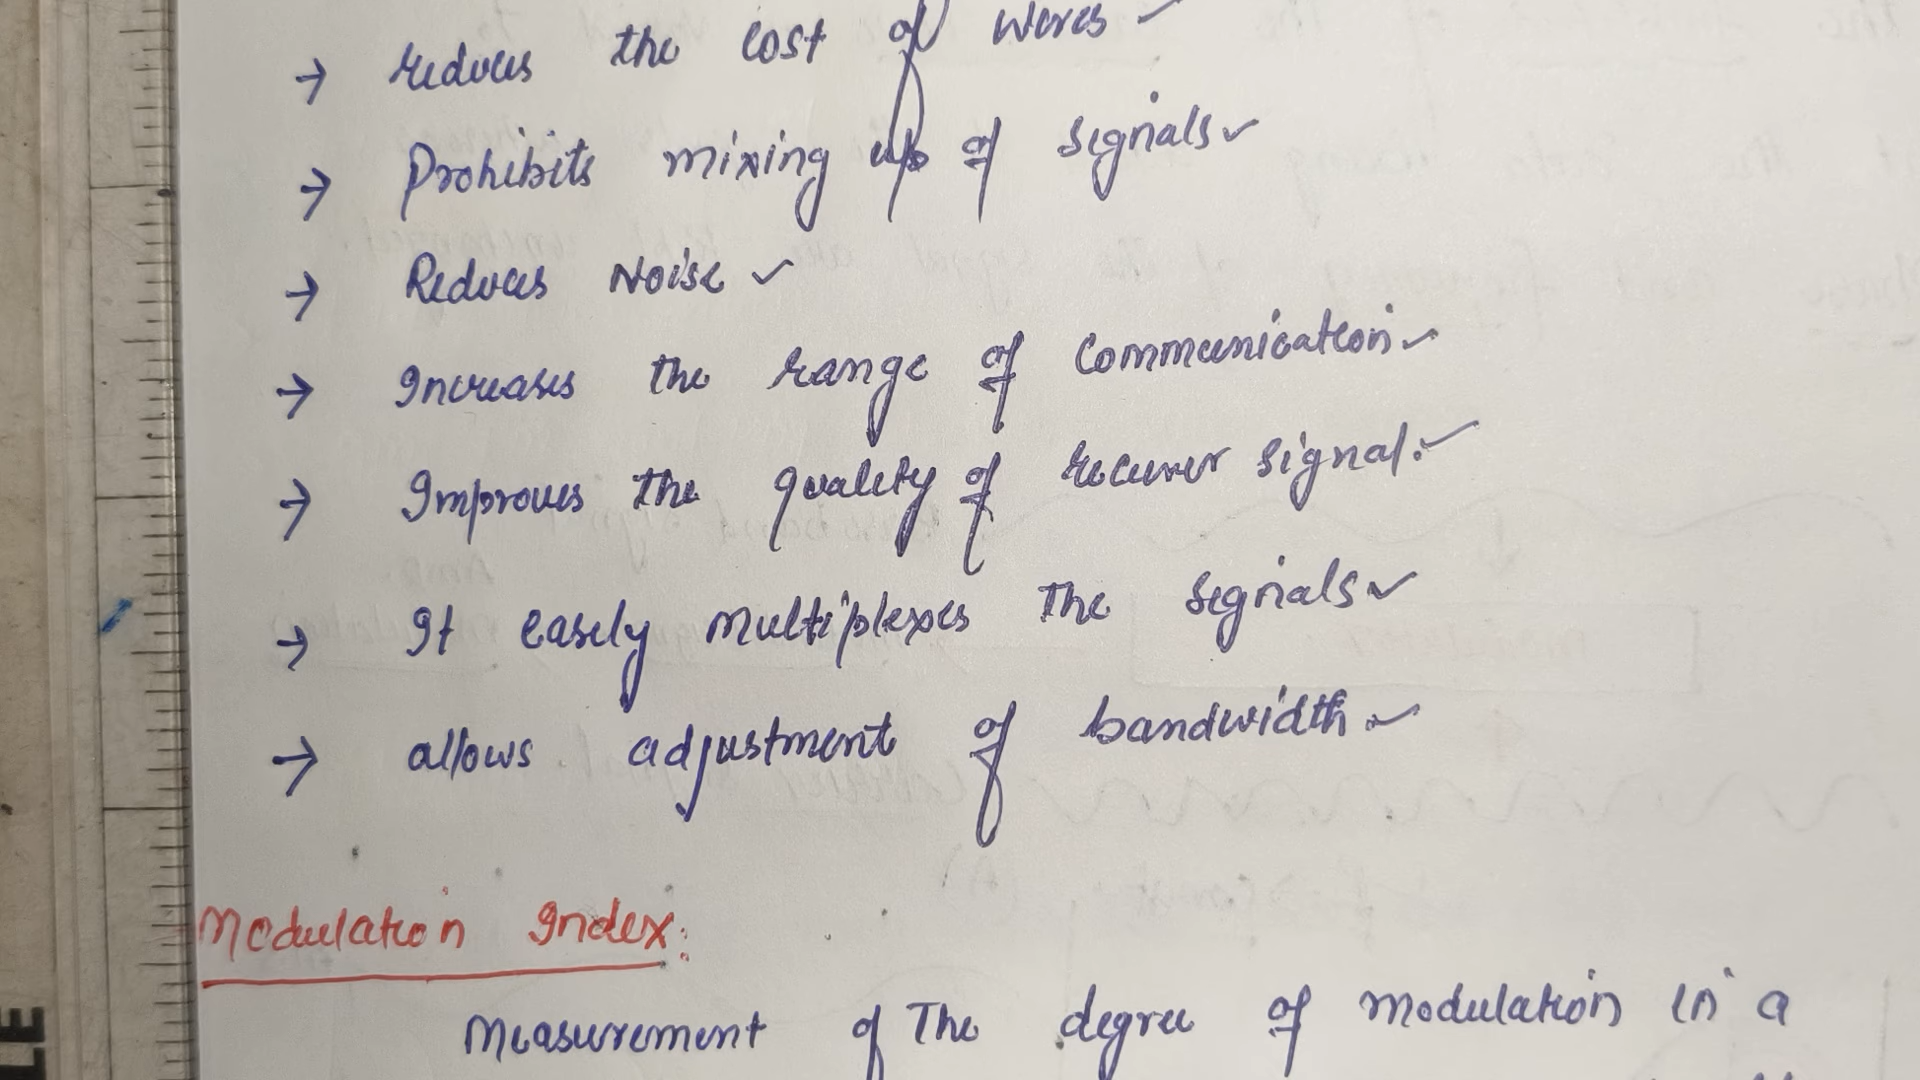 → reduces the cost of wires ✓
→ Prohibits mixing up of signals ✓
→ Reduces Noise ✓
→ Increases the range of communication ✓
→ Improves the quality of receiver signal. ✓
→ It easily multiplexes the signals ✓
→ allows adjustment of bandwidth ✓
Modulation Index:
Measurement of The degree of modulation in a
LE